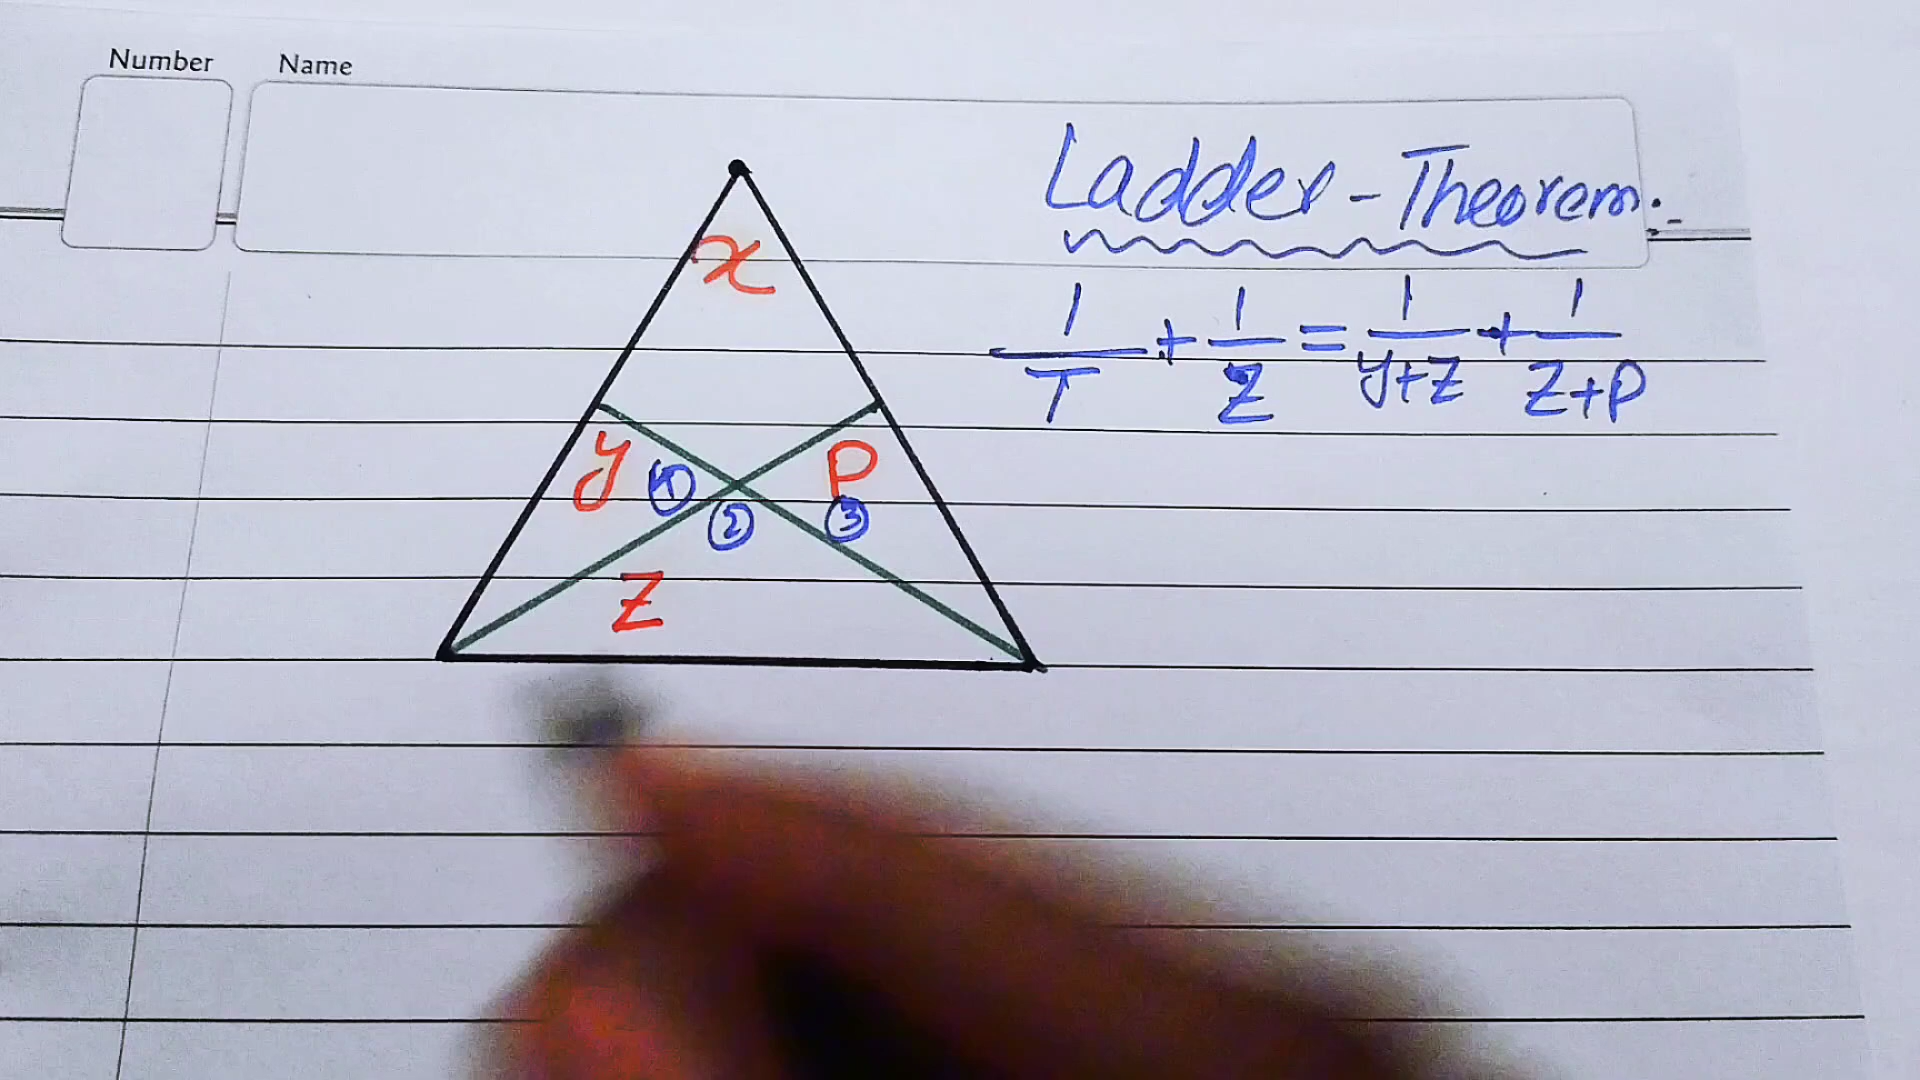 Number Name
Ladder-Theorem:-
x
1/T + 1/Z = 1/y+z + 1/Z+P
y ① P
② ③
Z